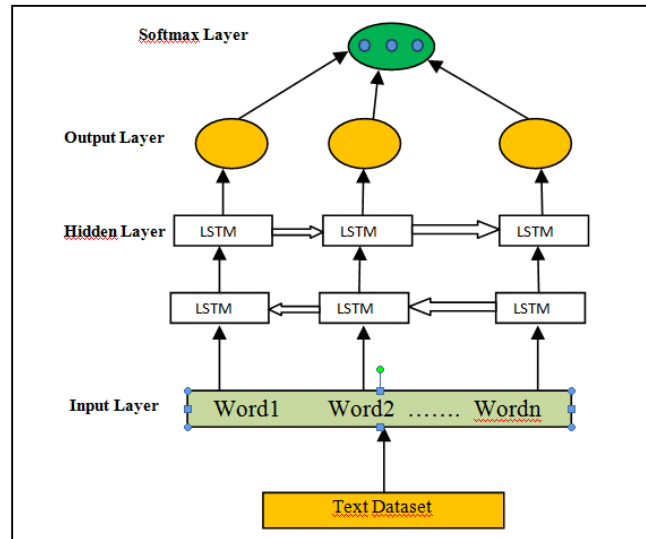 Softmax Layer
Output Layer
Hidden Layer
LSTM LSTM LSTM
LSTM LSTM LSTM
Input Layer
Word1 Word2 ....... Wordn
Text Dataset